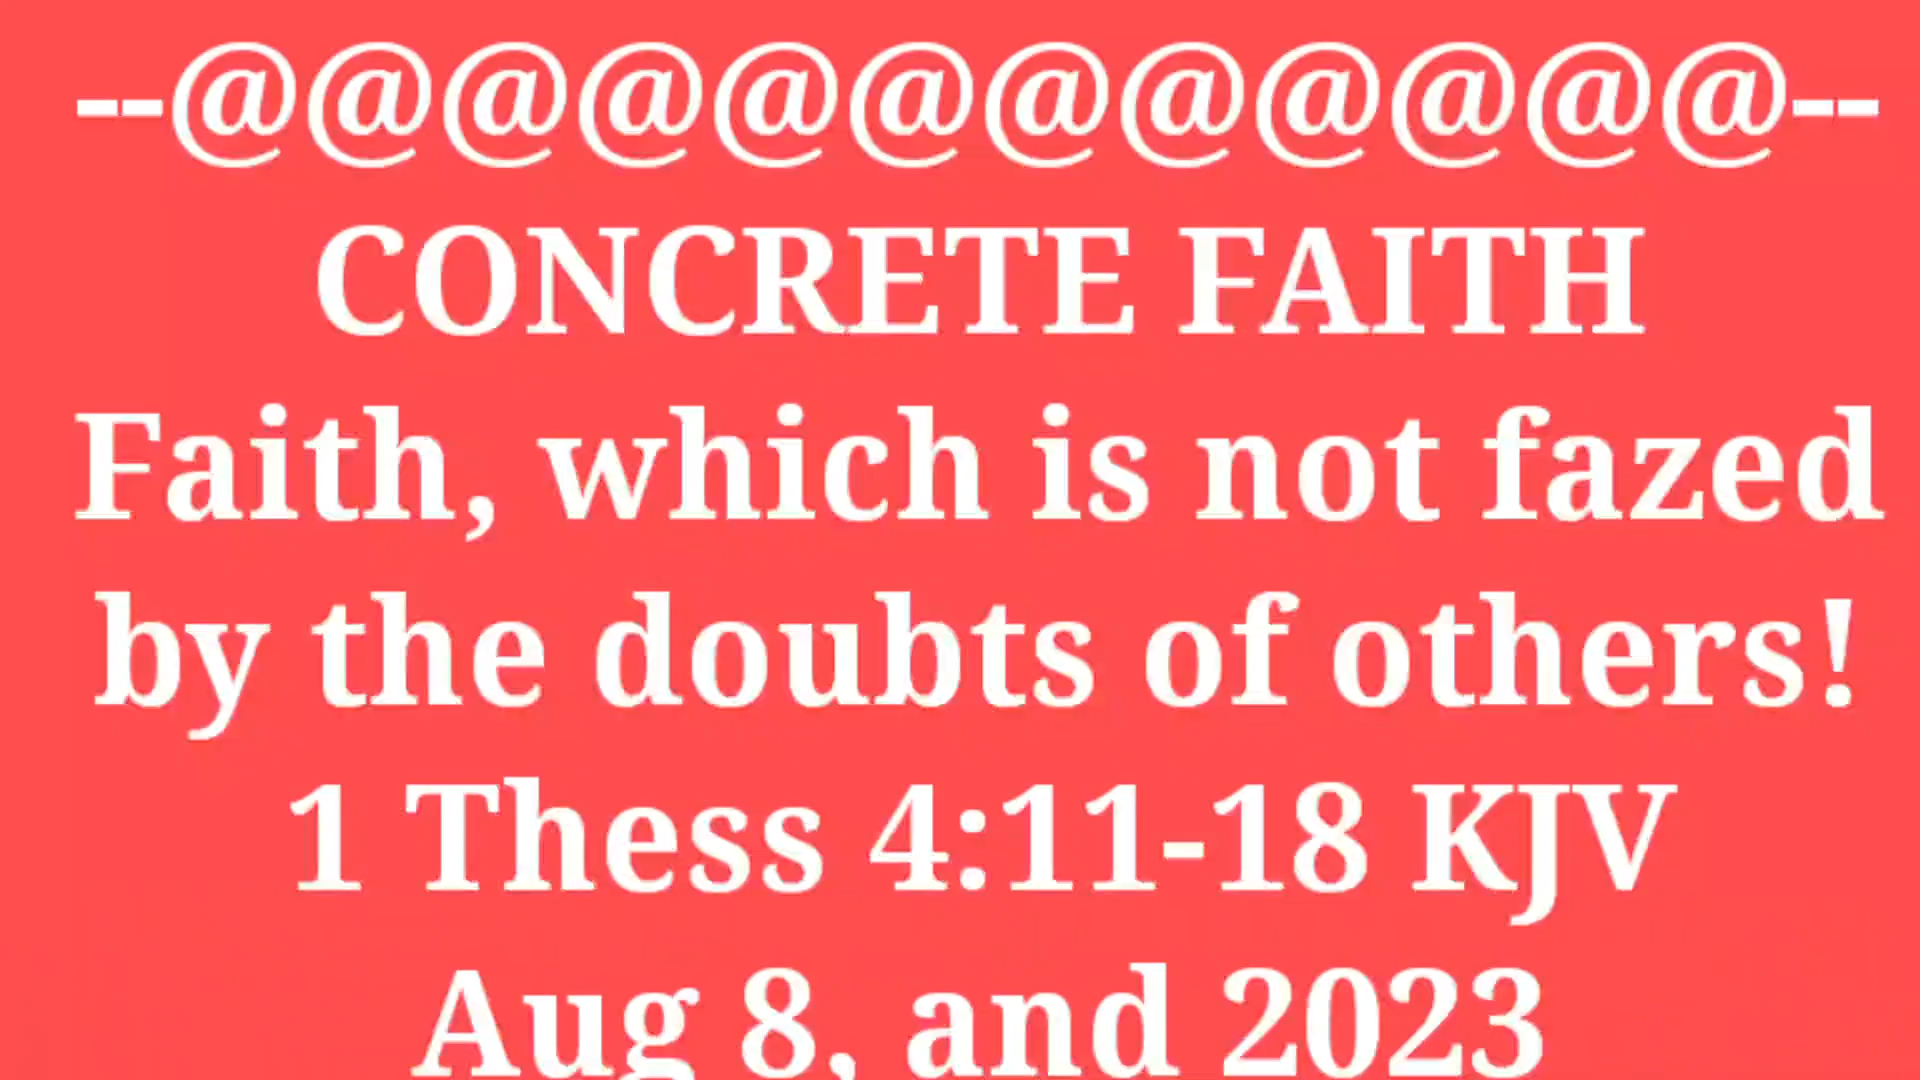 --@@@@@@@@@@@@--
CONCRETE FAITH
Faith, which is not fazed
by the doubts of others!
1 Thess 4:11-18 KJV
Aug 8, and 2023